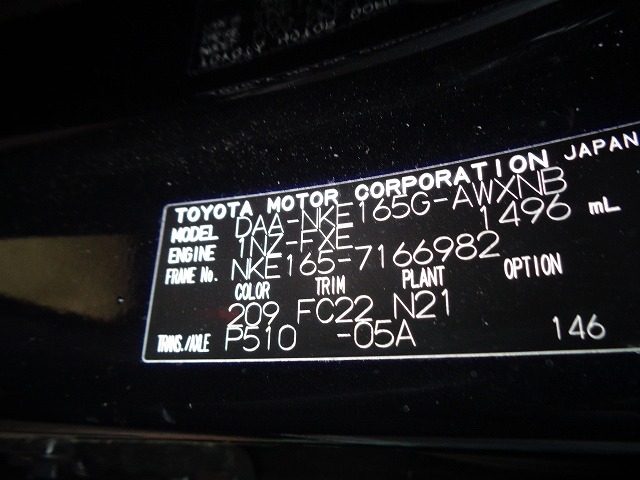 TOYOTA MOTOR CORPORATION JAPAN
MODEL DAA-NKE165G-AWXNB
ENGINE 1NZ-FXE 1496 mL
FRAME No. NKE165-7166982
COLOR TRIM PLANT OPTION
209 FC22 N21
TRANS./AXLE P510 -05A 146